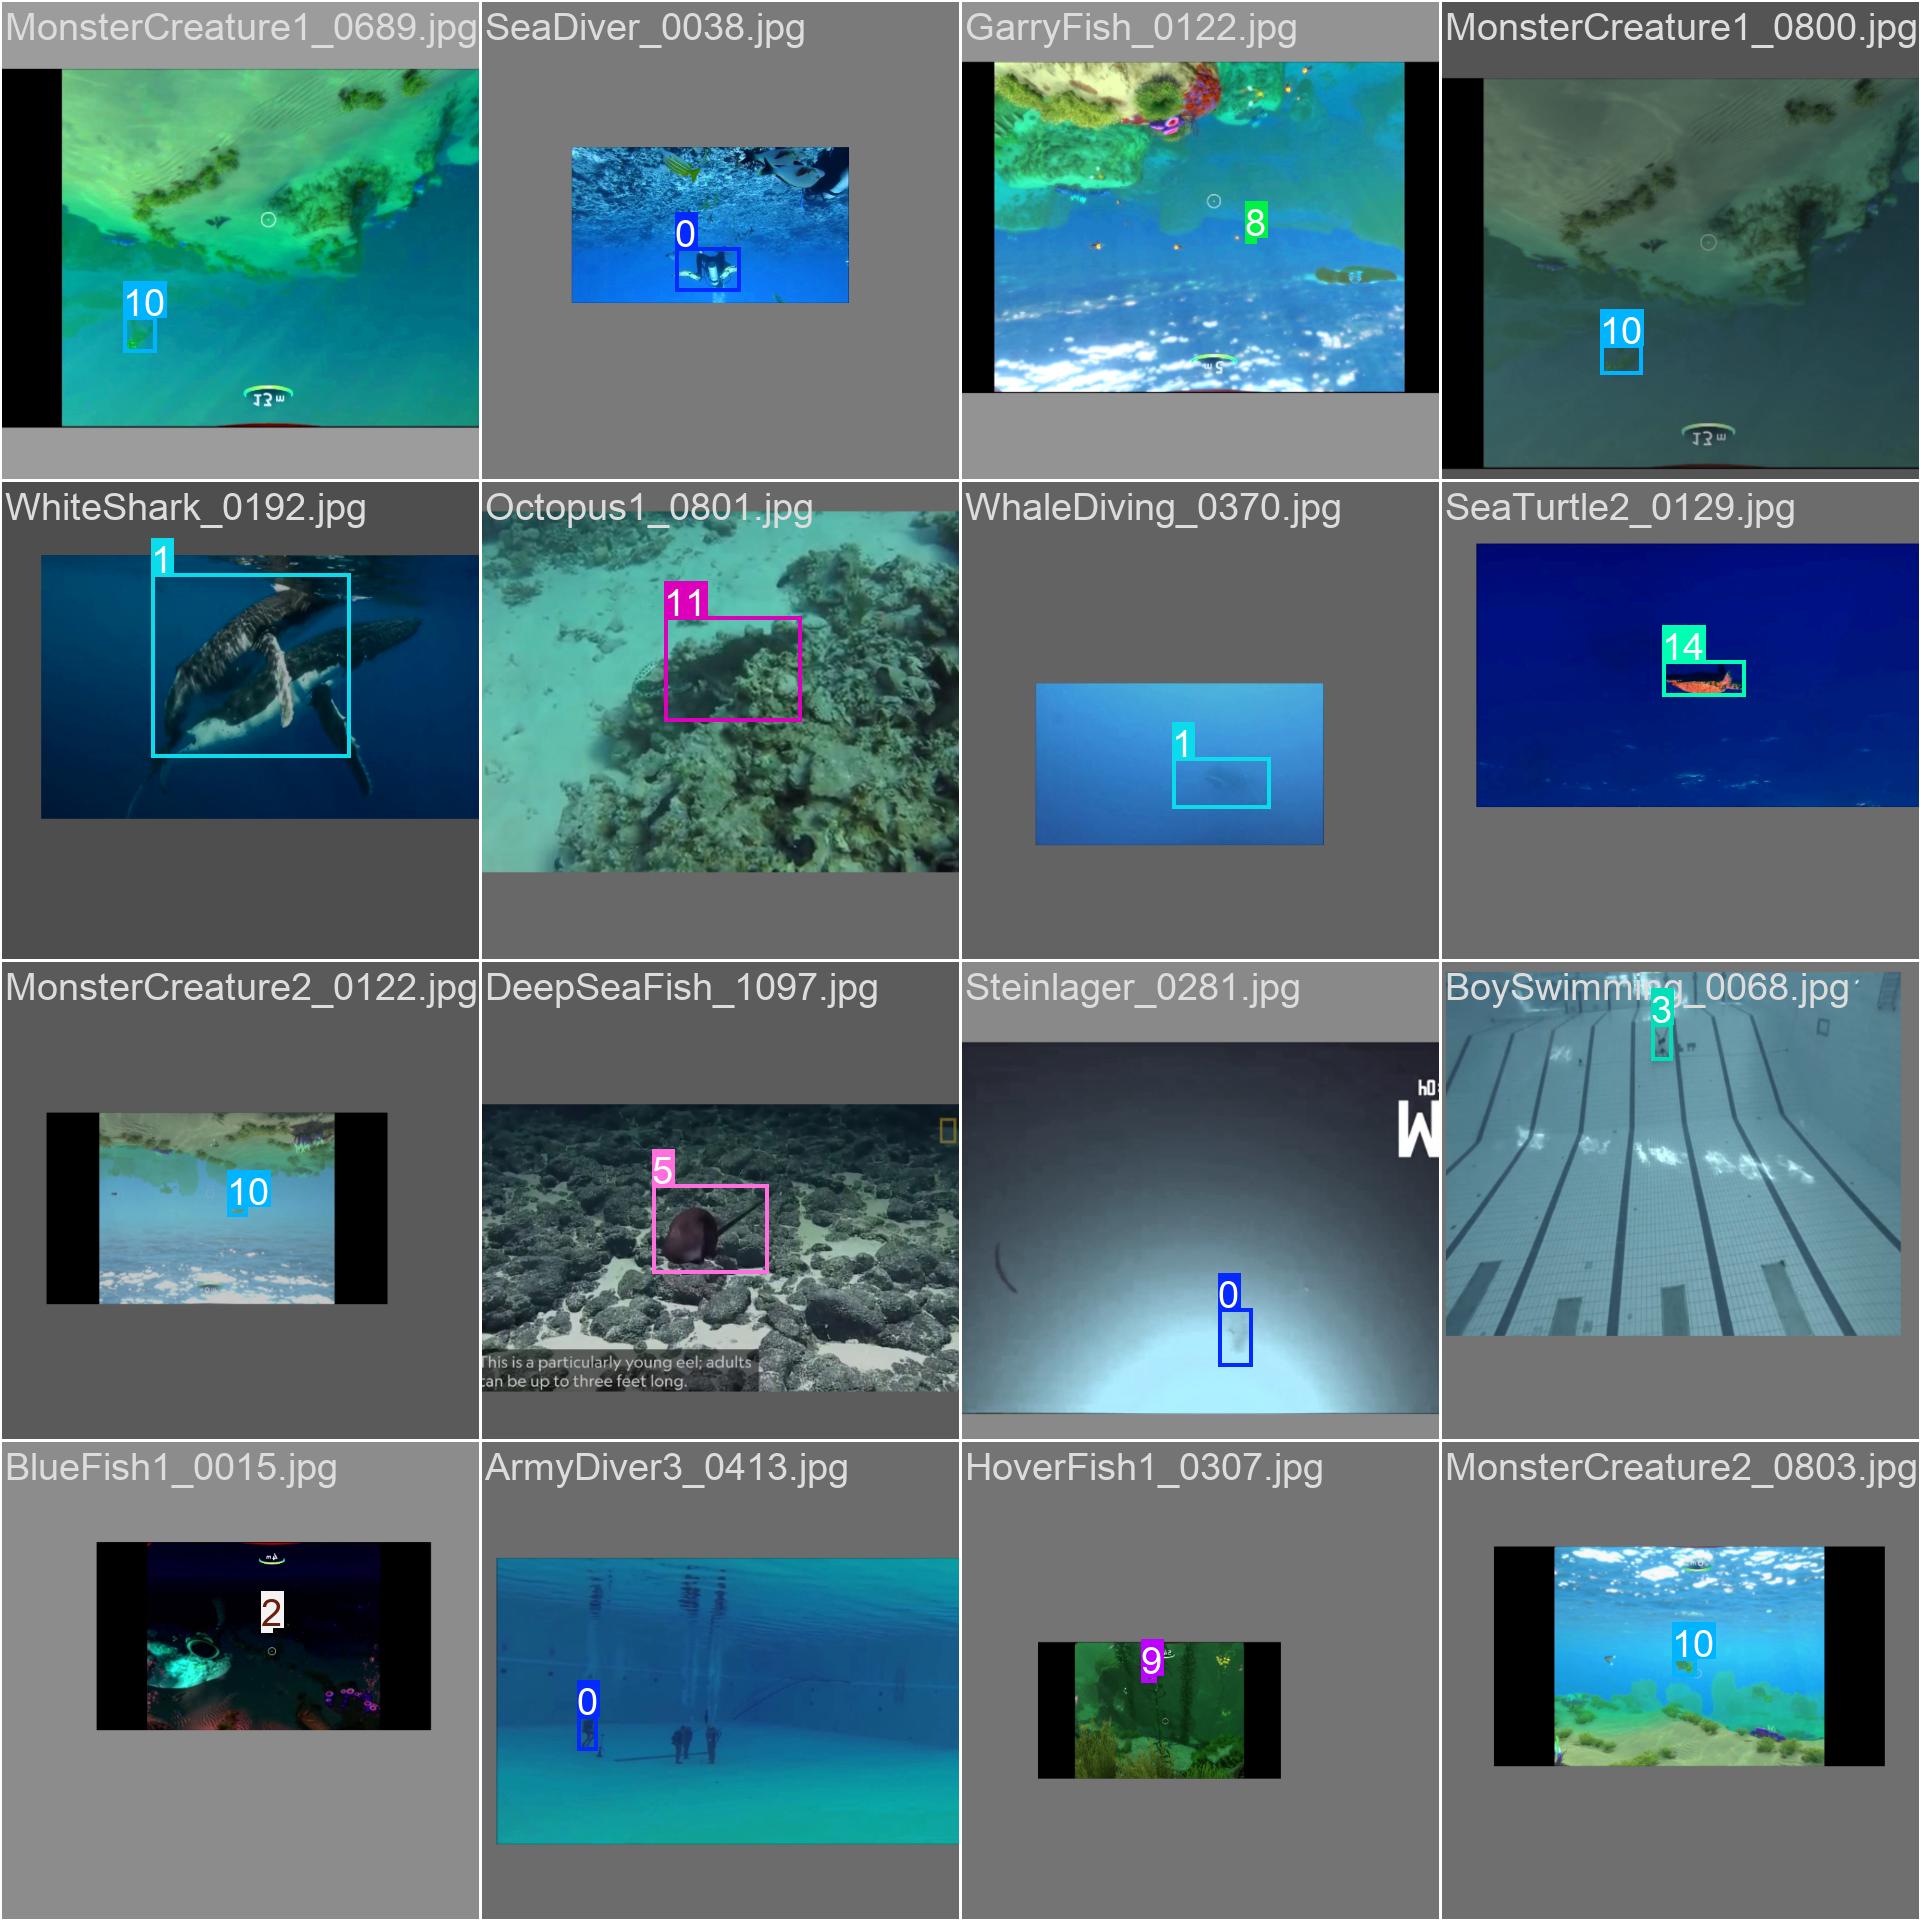 MonsterCreature1_0689.jpg
SeaDiver_0038.jpg
GarryFish_0122.jpg
MonsterCreature1_0800.jpg
10
13m
0
8
5m
10
13m
WhiteShark_0192.jpg
Octopus1_0801.jpg
WhaleDiving_0370.jpg
SeaTurtle2_0129.jpg
1
11
1
14
MonsterCreature2_0122.jpg
DeepSeaFish_1097.jpg
Steinlager_0281.jpg
BoySwimming_0068.jpg
10
5
This is a particularly young eel; adults
can be up to three feet long.
0
3
BlueFish1_0015.jpg
ArmyDiver3_0413.jpg
HoverFish1_0307.jpg
MonsterCreature2_0803.jpg
2
0
9
10